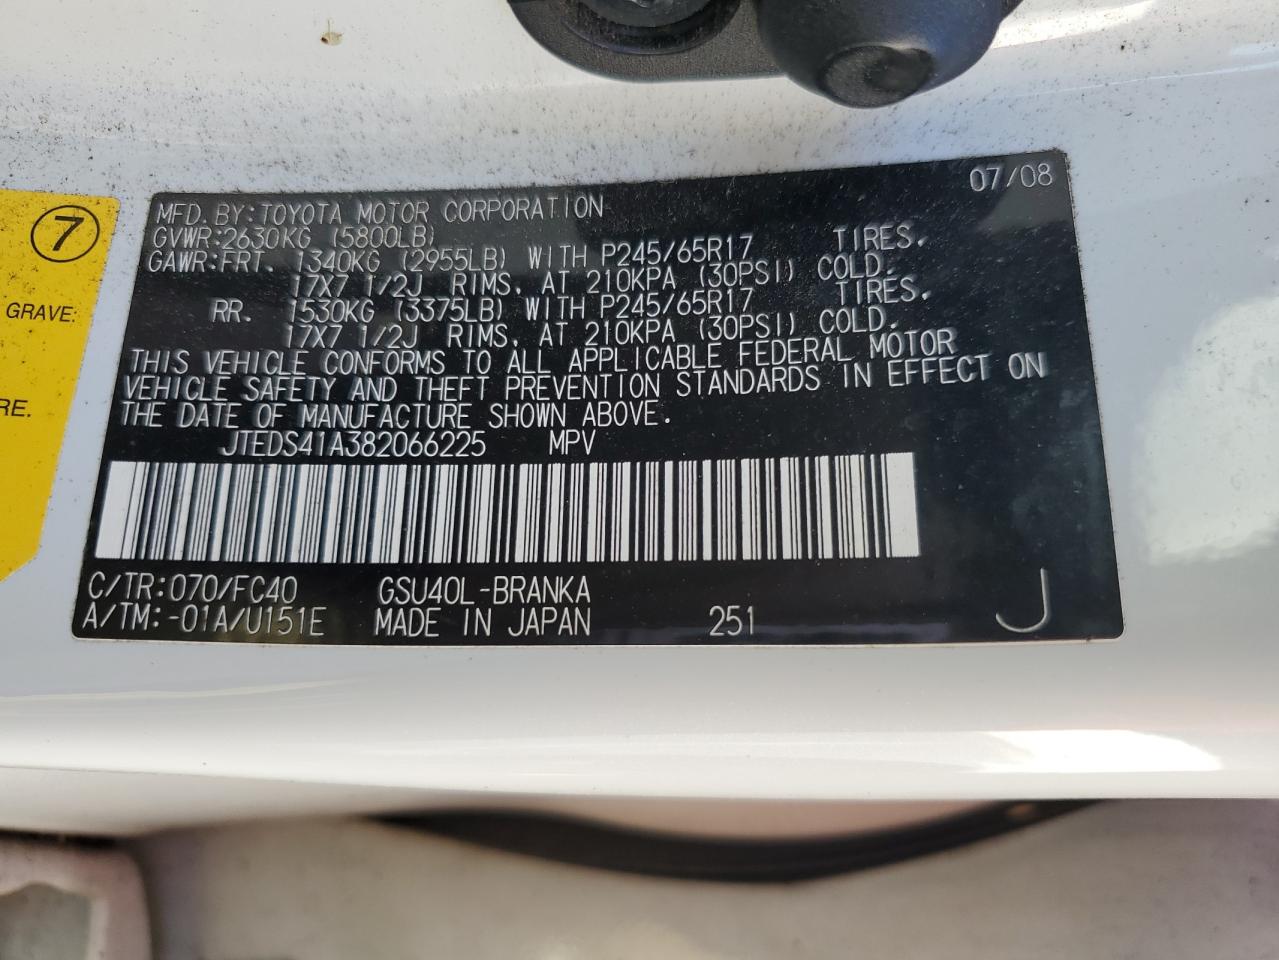 07/08
MFD.BY:TOYOTA MOTOR CORPORATION
GVWR:2630KG (5800LB)
GAWR:FRT. 1340KG (2955LB) WITH P245/65R17 TIRES,
17X7 1/2J RIMS, AT 210KPA (30PSI) COLD.
RR. 1530KG (3375LB) WITH P245/65R17 TIRES,
17X7 1/2J RIMS, AT 210KPA (30PSI) COLD.
THIS VEHICLE CONFORMS TO ALL APPLICABLE FEDERAL MOTOR
VEHICLE SAFETY AND THEFT PREVENTION STANDARDS IN EFFECT ON
THE DATE OF MANUFACTURE SHOWN ABOVE.
JTEDS41A382066225 MPV
C/TR:070/FC40 GSU40L-BRANKA
A/TM:-01A/U151E MADE IN JAPAN 251 J
7
GRAVE:
RE.